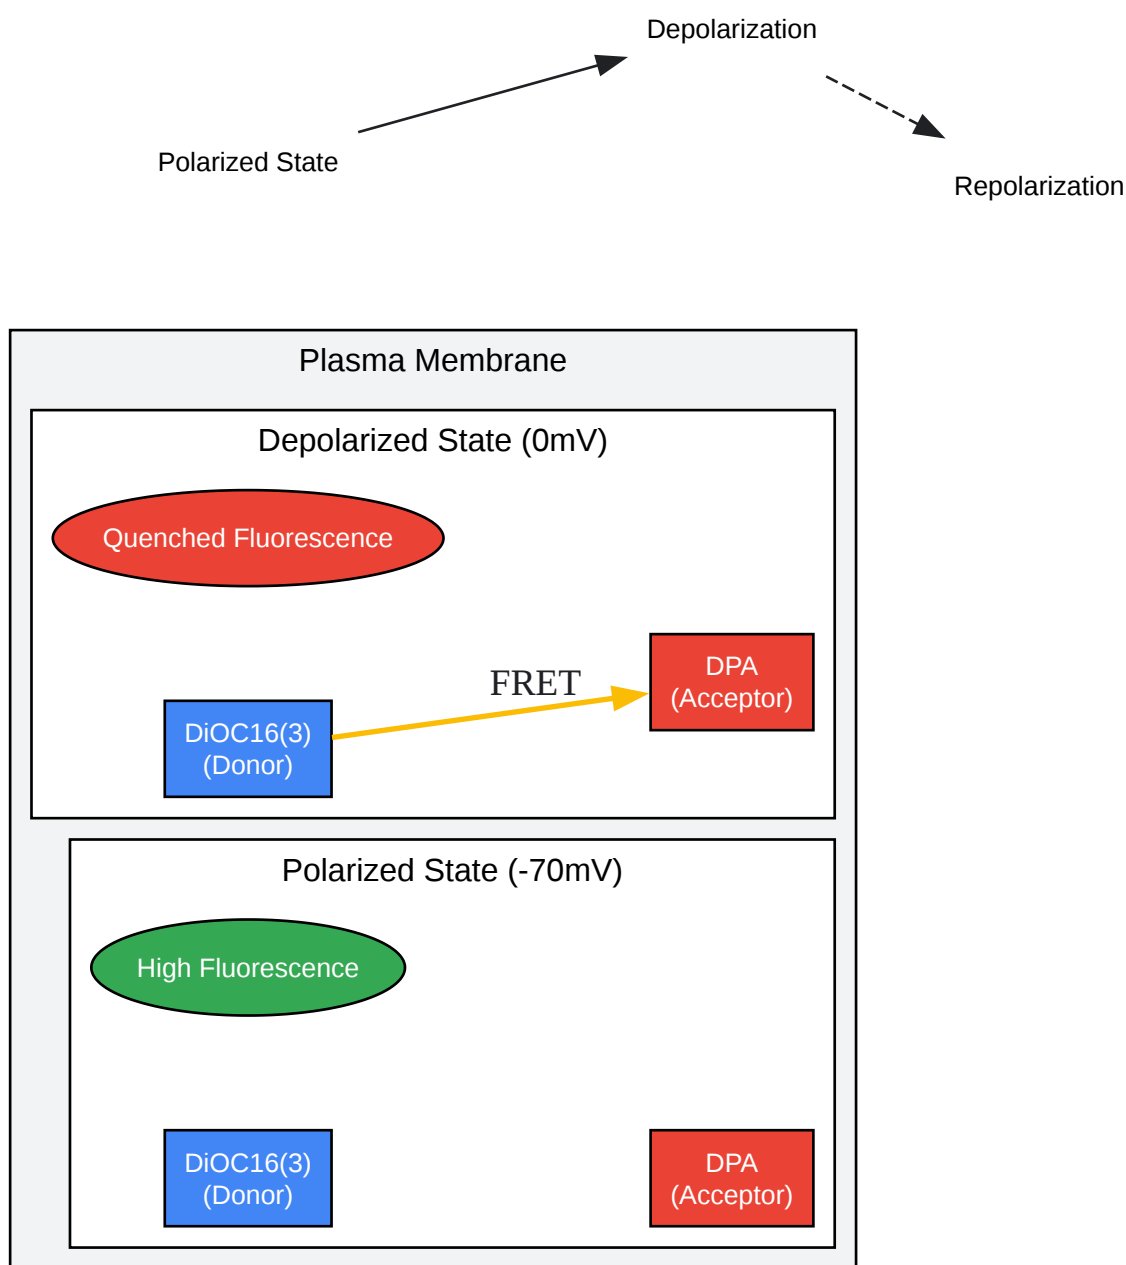 Depolarization
Polarized State
Repolarization
Plasma Membrane
Depolarized State (0mV)
Quenched Fluorescence
FRET
DPA
(Acceptor)
DiOC16(3)
(Donor)
Polarized State (-70mV)
High Fluorescence
DiOC16(3)
(Donor)
DPA
(Acceptor)